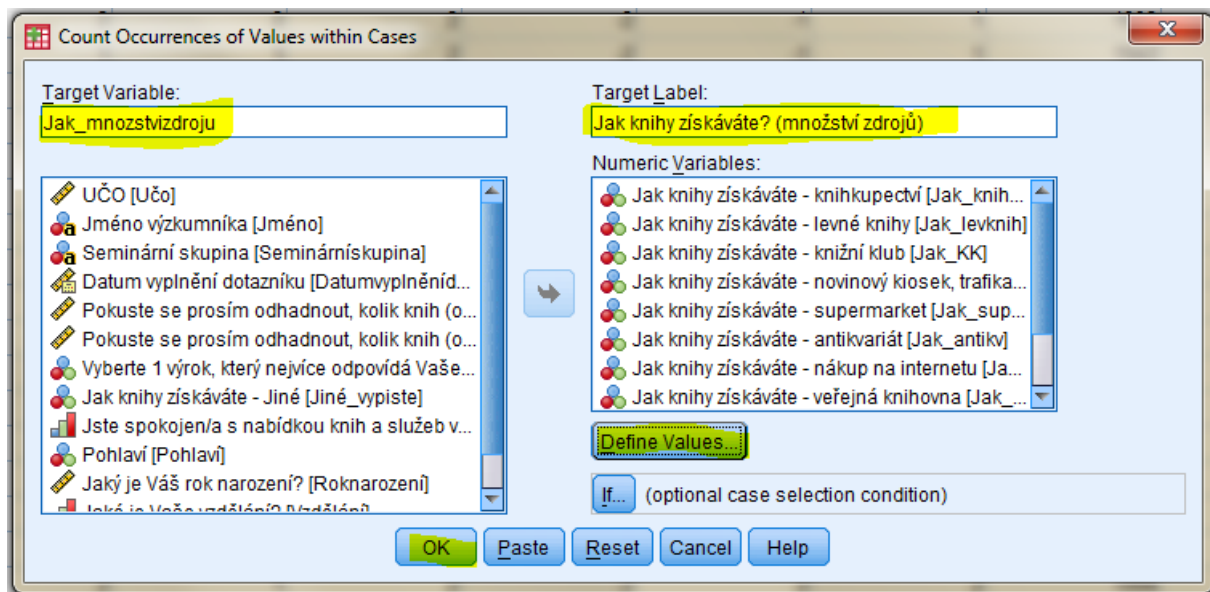 Count Occurrences of Values within Cases
Target Variable:
Jak_mnozstvizdroju
Target Label:
Jak knihy získáváte? (množství zdrojů)
UČO [Učo]
Jméno výzkumníka [Jméno]
Seminární skupina [Seminárnískupina]
Datum vyplnění dotazníku [Datumvyplněníd...
Pokuste se prosím odhadnout, kolik knih (o...
Pokuste se prosím odhadnout, kolik knih (o...
Vyberte 1 výrok, který nejvíce odpovídá Vaše...
Jak knihy získáváte - Jiné [Jiné_vypiste]
Jste spokojen/a s nabídkou knih a služeb v...
Pohlaví [Pohlaví]
Jaký je Váš rok narození? [Roknarození]
Jaké je Vaše vzdělání? [Vzdělání]
Numeric Variables:
Jak knihy získáváte - knihkupectví [Jak_knih...
Jak knihy získáváte - levné knihy [Jak_levknih]
Jak knihy získáváte - knižní klub [Jak_KK]
Jak knihy získáváte - novinový kiosek, trafika...
Jak knihy získáváte - supermarket [Jak_sup...
Jak knihy získáváte - antikvariát [Jak_antikv]
Jak knihy získáváte - nákup na internetu [Ja...
Jak knihy získáváte - veřejná knihovna [Jak_...
Define Values...
If... (optional case selection condition)
OK Paste Reset Cancel Help